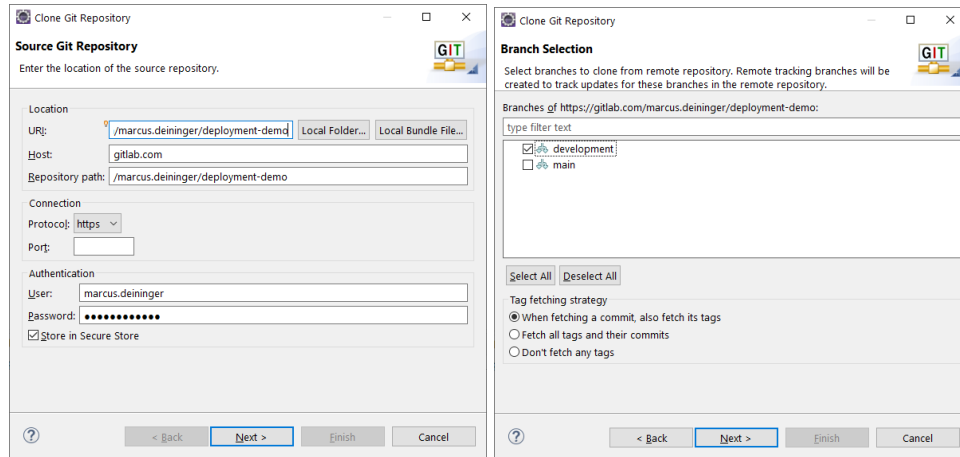 Clone Git Repository
Source Git Repository
Enter the location of the source repository.
GIT
Location
URI: /marcus.deininger/deployment-demo Local Folder... Local Bundle File...
Host: gitlab.com
Repository path: /marcus.deininger/deployment-demo
Connection
Protocol: https
Port:
Authentication
User: marcus.deininger
Password: ●●●●●●●●●●●●
Store in Secure Store
< Back Next > Finish Cancel
Clone Git Repository
Branch Selection
Select branches to clone from remote repository. Remote tracking branches will be
created to track updates for these branches in the remote repository.
GIT
Branches of https://gitlab.com/marcus.deininger/deployment-demo:
type filter text
development
main
Select All Deselect All
Tag fetching strategy
When fetching a commit, also fetch its tags
Fetch all tags and their commits
Don't fetch any tags
< Back Next > Finish Cancel